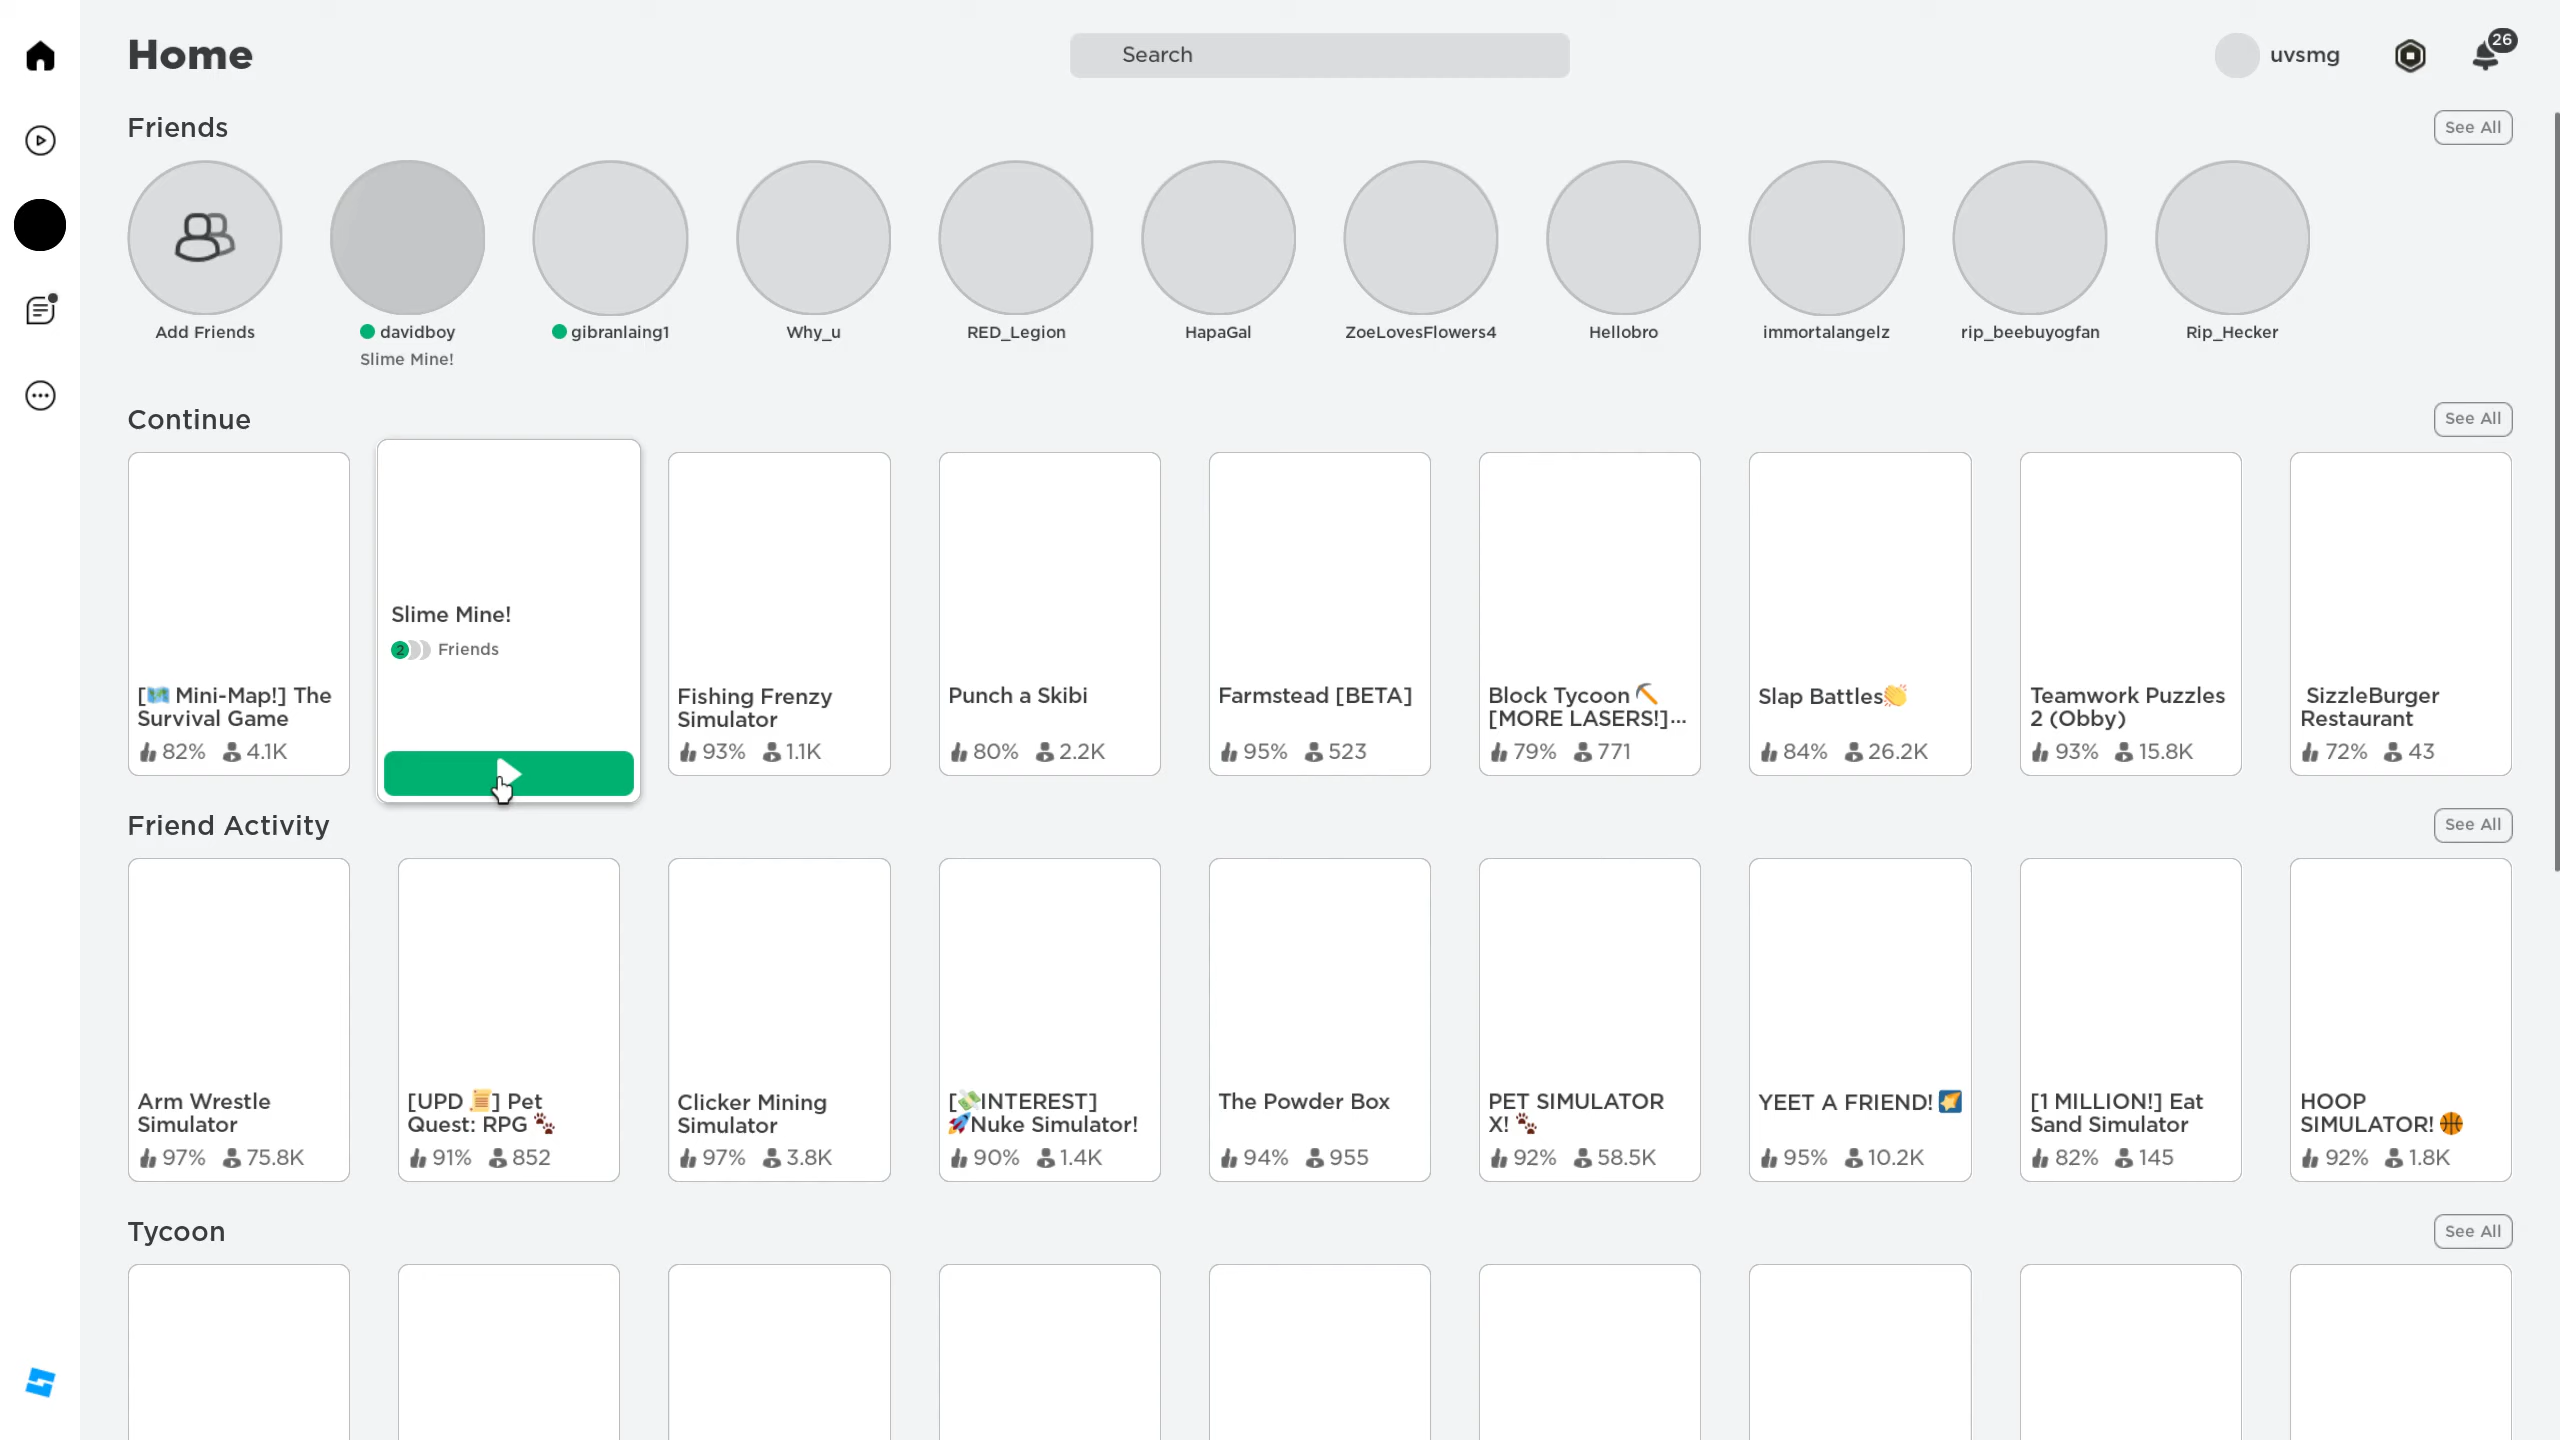 Home
Search
uvsmg
26
Friends
See All
Add Friends
davidboy
Slime Mine!
gibranlaing1
Why_u
RED_Legion
HapaGal
ZoeLovesFlowers4
Hellobro
immortalangelz
rip_beebuyogfan
Rip_Hecker
Continue
See All
[🗺️ Mini-Map!] The
Survival Game
82% 4.1K
Slime Mine!
2 Friends
Fishing Frenzy
Simulator
93% 1.1K
Punch a Skibi
80% 2.2K
Farmstead [BETA]
95% 523
Block Tycoon ⛏️
[MORE LASERS!]...
79% 771
Slap Battles👏
84% 26.2K
Teamwork Puzzles
2 (Obby)
93% 15.8K
SizzleBurger
Restaurant
72% 43
Friend Activity
See All
Arm Wrestle
Simulator
97% 75.8K
[UPD 📜] Pet
Quest: RPG 🐾
91% 852
Clicker Mining
Simulator
97% 3.8K
[💸INTEREST]
🚀Nuke Simulator!
90% 1.4K
The Powder Box
94% 955
PET SIMULATOR
X! 🐾
92% 58.5K
YEET A FRIEND! 🌠
95% 10.2K
[1 MILLION!] Eat
Sand Simulator
82% 145
HOOP
SIMULATOR! 🏀
92% 1.8K
Tycoon
See All